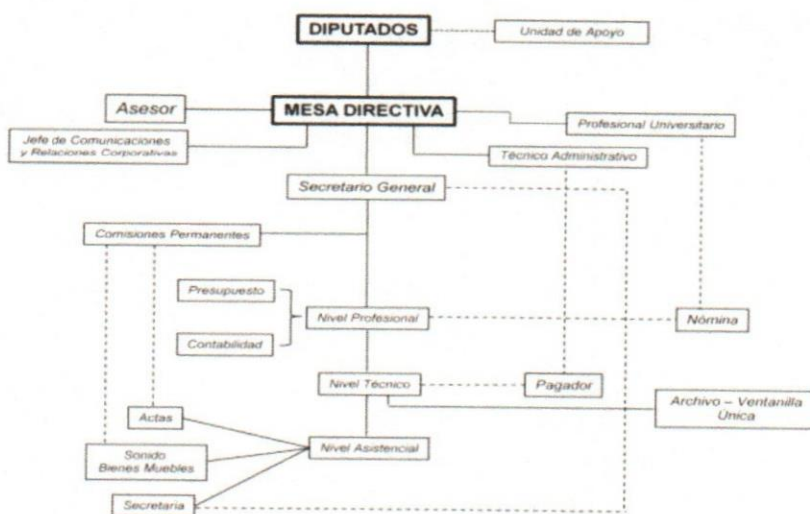 DIPUTADOS
Unidad de Apoyo
Asesor
MESA DIRECTIVA
Profesional Universitario
Jefe de Comunicaciones
y Relaciones Corporativas
Técnico Administrativo
Secretario General
Comisiones Permanentes
Presupuesto
Nivel Profesional
Nómina
Contabilidad
Nivel Técnico
Pagador
Archivo – Ventanilla
Única
Actas
Nivel Asistencial
Sonido
Bienes Muebles
Secretaria